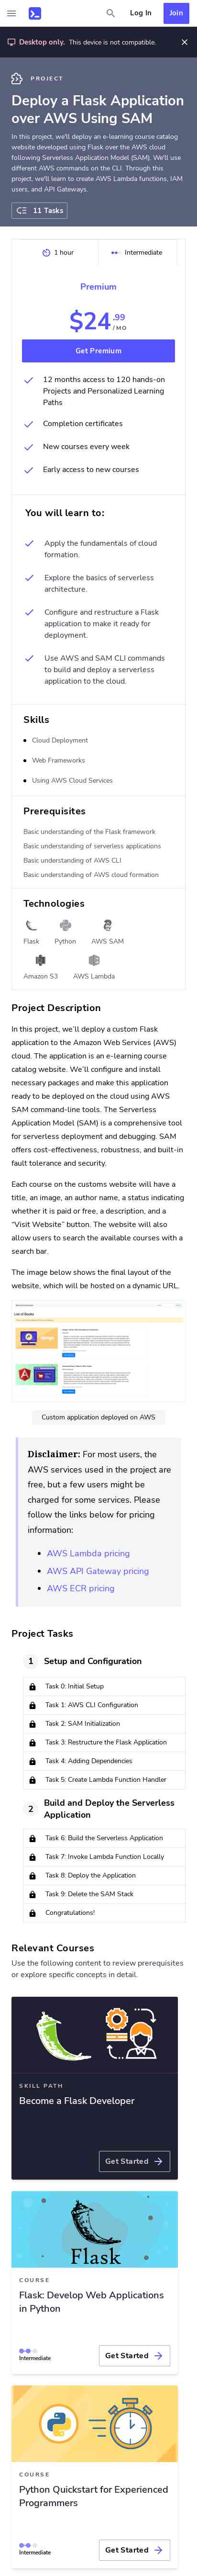 Log In
Join
Desktop only. This device is not compatible.
PROJECT
Deploy a Flask Application
over AWS Using SAM
In this project, we'll deploy an e-learning course catalog
website developed using Flask over the AWS cloud
following Serverless Application Model (SAM). We'll use
different AWS commands on the CLI. Through this
project, we'll learn to create AWS Lambda functions, IAM
users, and API Gateways.
11 Tasks
1 hour
Intermediate
Premium
$24.99
/ MO
Get Premium
12 months access to 120 hands-on
Projects and Personalized Learning
Paths
Completion certificates
New courses every week
Early access to new courses
You will learn to:
Apply the fundamentals of cloud
formation.
Explore the basics of serverless
architecture.
Configure and restructure a Flask
application to make it ready for
deployment.
Use AWS and SAM CLI commands
to build and deploy a serverless
application to the cloud.
Skills
Cloud Deployment
Web Frameworks
Using AWS Cloud Services
Prerequisites
Basic understanding of the Flask framework
Basic understanding of serverless applications
Basic understanding of AWS CLI
Basic understanding of AWS cloud formation
Technologies
Flask
Python
AWS SAM
Amazon S3
AWS Lambda
Project Description
In this project, we'll deploy a custom Flask
application to the Amazon Web Services (AWS)
cloud. The application is an e-learning course
catalog website. We'll configure and install
necessary packages and make this application
ready to be deployed on the cloud using AWS
SAM command-line tools. The Serverless
Application Model (SAM) is a comprehensive tool
for serverless deployment and debugging. SAM
offers cost-effectiveness, robustness, and built-in
fault tolerance and security.
Each course on the customs website will have a
title, an image, an author name, a status indicating
whether it is paid or free, a description, and a
“Visit Website” button. The website will also
allow users to search the available courses with a
search bar.
The image below shows the final layout of the
website, which will be hosted on a dynamic URL.
List of Books
Custom application deployed on AWS
Disclaimer: For most users, the
AWS services used in the project are
free, but a few users might be
charged for some services. Please
follow the links below for pricing
information:
AWS Lambda pricing
AWS API Gateway pricing
AWS ECR pricing
Project Tasks
1 Setup and Configuration
Task 0: Initial Setup
Task 1: AWS CLI Configuration
Task 2: SAM Initialization
Task 3: Restructure the Flask Application
Task 4: Adding Dependencies
Task 5: Create Lambda Function Handler
2 Build and Deploy the Serverless
Application
Task 6: Build the Serverless Application
Task 7: Invoke Lambda Function Locally
Task 8: Deploy the Application
Task 9: Delete the SAM Stack
Congratulations!
Relevant Courses
Use the following content to review prerequisites
or explore specific concepts in detail.
SKILL PATH
Become a Flask Developer
Get Started
Flask
COURSE
Flask: Develop Web Applications
in Python
Intermediate
Get Started
COURSE
Python Quickstart for Experienced
Programmers
Intermediate
Get Started